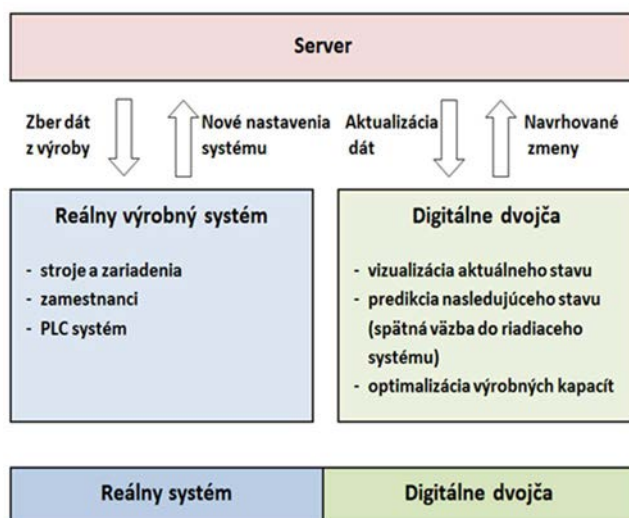 Server
Zber dát
z výroby
Nové nastavenia
systému
Aktualizácia
dát
Navrhované
zmeny
Reálny výrobný systém
- stroje a zariadenia
- zamestnanci
- PLC systém
Digitálne dvojča
- vizualizácia aktuálneho stavu
- predikcia nasledujúceho stavu
(spätná väzba do riadiaceho
systému)
- optimalizácia výrobných kapacít
Reálny systém
Digitálne dvojča